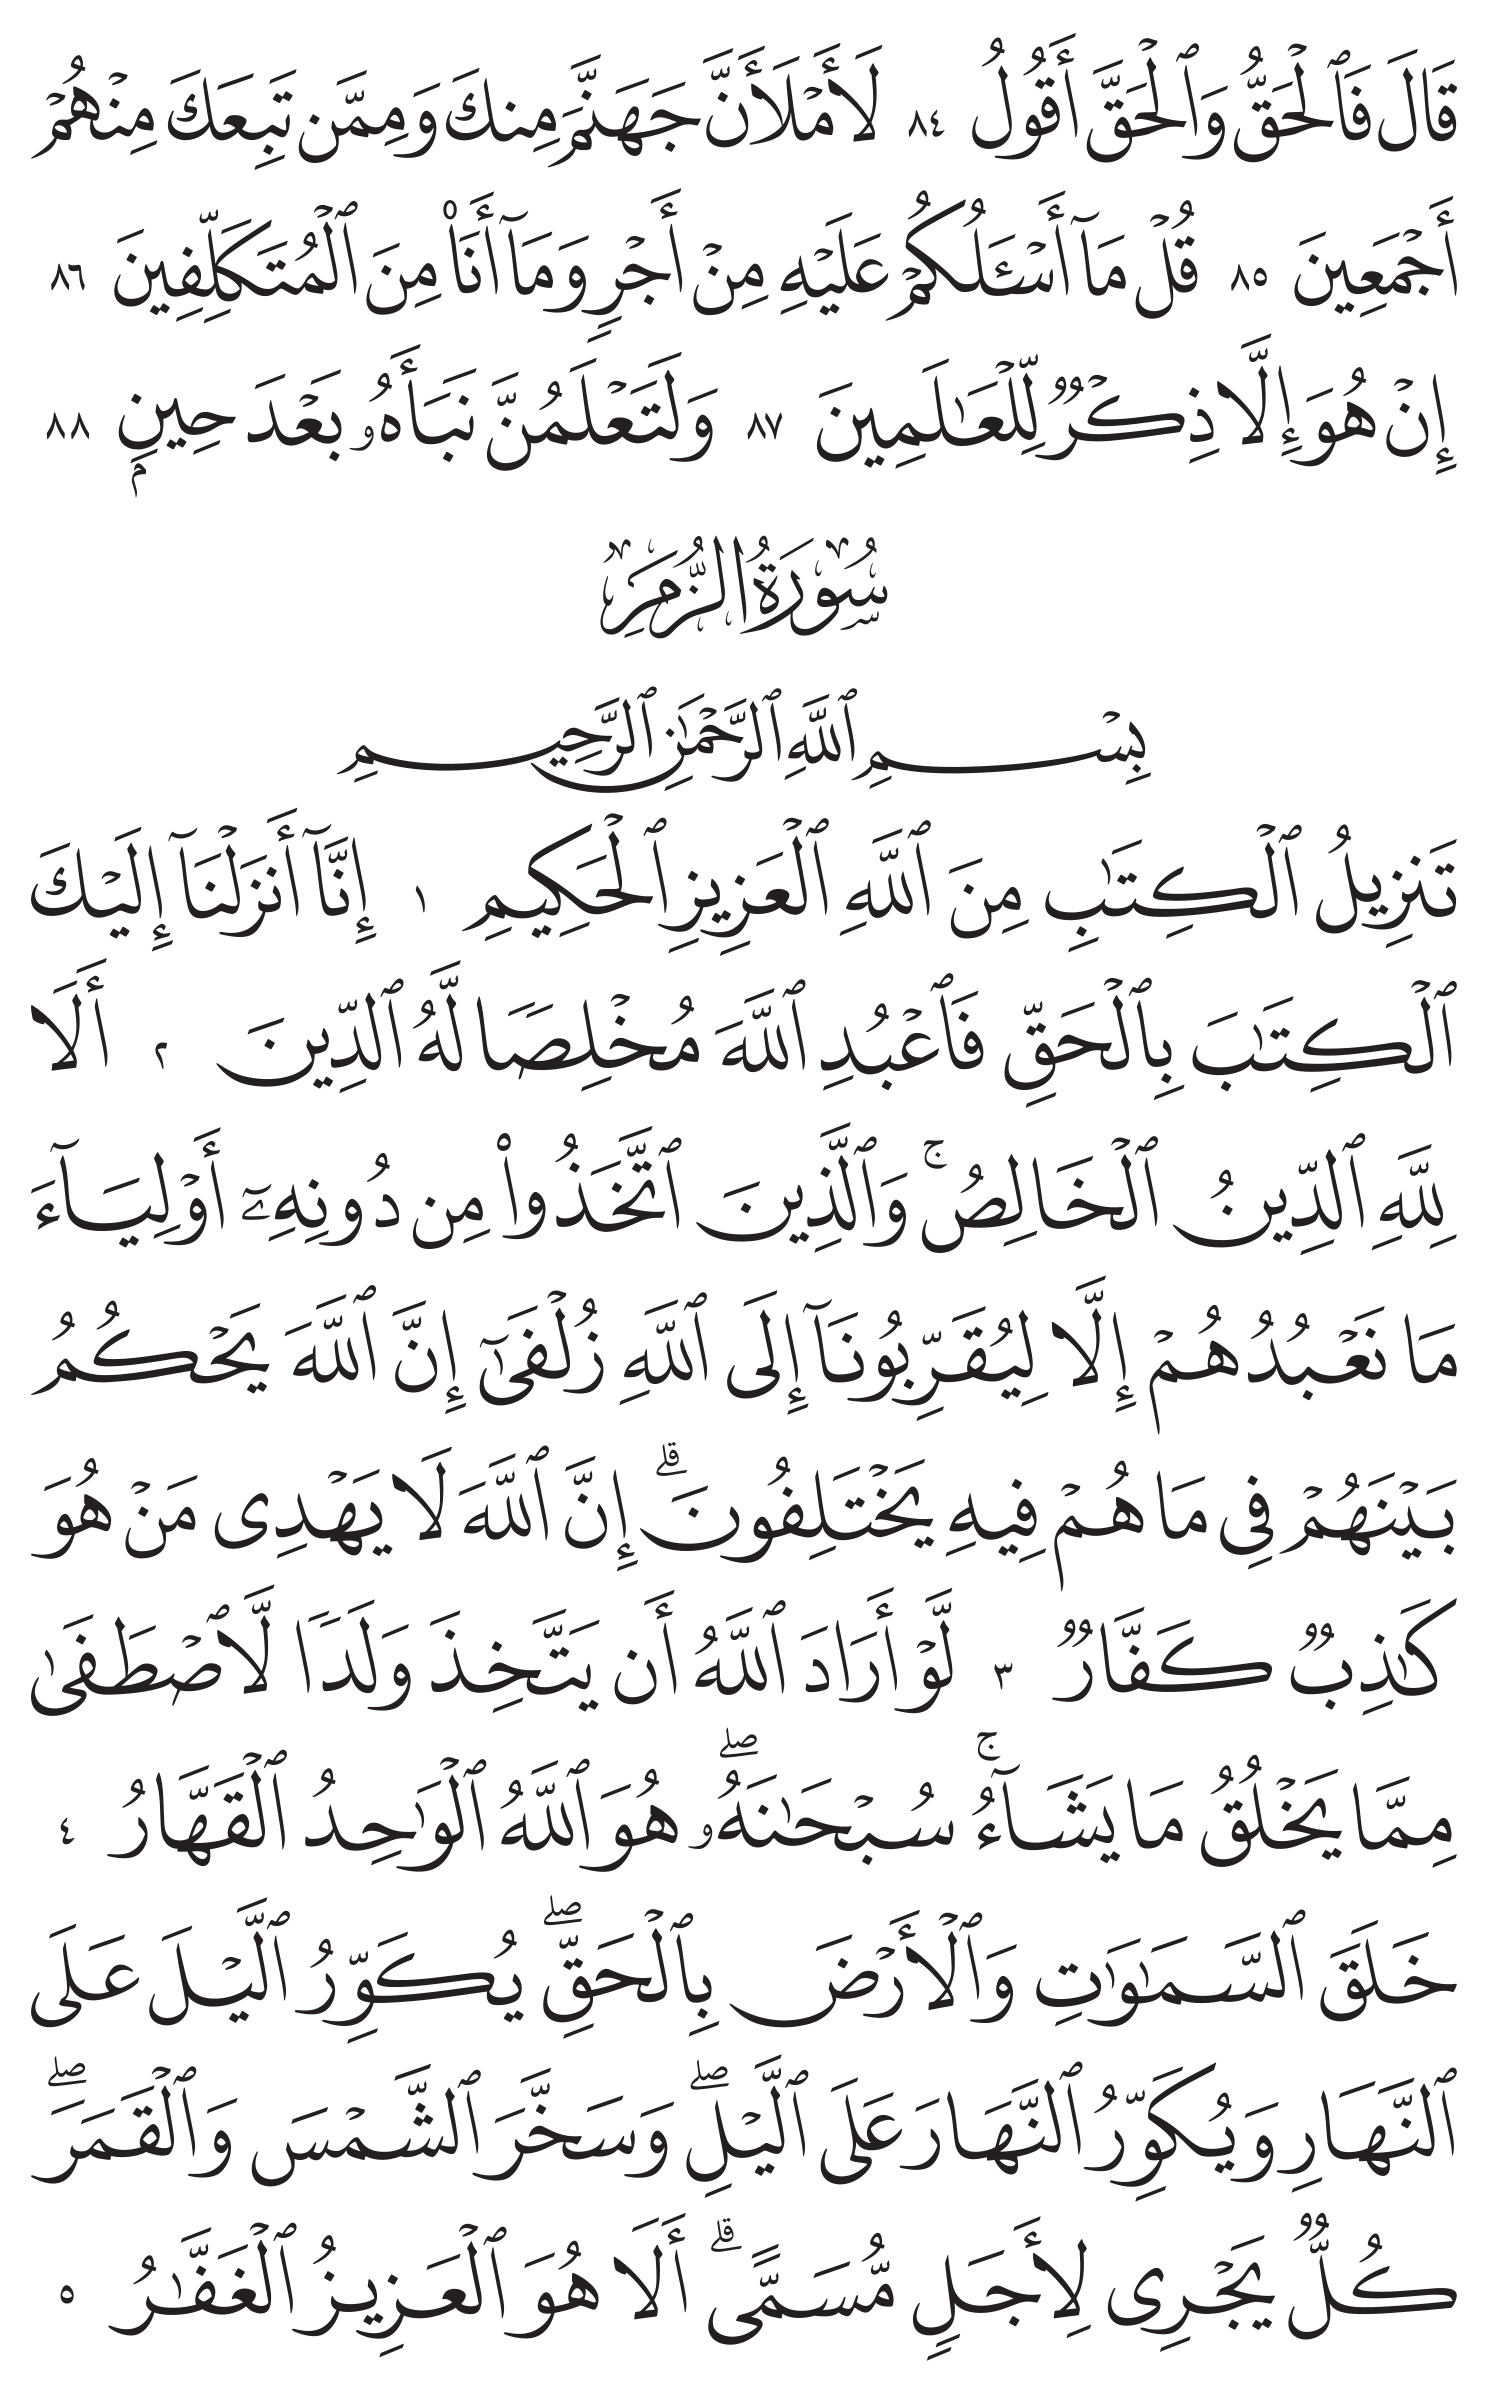 قَالَ فَٱلْحَقُّ وَٱلْحَقَّ أَقُولُ ٨٤ لَأَمْلَأَنَّ جَهَنَّمَ مِنكَ وَمِمَّن تَبِعَكَ مِنْهُمْ
أَجْمَعِينَ ٨٥ قُلْ مَآ أَسْـَٔلُكُمْ عَلَيْهِ مِنْ أَجْرٍ وَمَآ أَنَا۠ مِنَ ٱلْمُتَكَلِّفِينَ ٨٦
إِنْ هُوَ إِلَّا ذِكْرٌ لِّلْعَـٰلَمِينَ ٨٧ وَلَتَعْلَمُنَّ نَبَأَهُۥ بَعْدَ حِينٍۭ ٨٨
سُوْرَةُ الزُّمَرِ
بِسْمِ ٱللَّهِ ٱلرَّحْمَـٰنِ ٱلرَّحِيمِ
تَنزِيلُ ٱلْكِتَـٰبِ مِنَ ٱللَّهِ ٱلْعَزِيزِ ٱلْحَكِيمِ ١ إِنَّآ أَنزَلْنَآ إِلَيْكَ
ٱلْكِتَـٰبَ بِٱلْحَقِّ فَٱعْبُدِ ٱللَّهَ مُخْلِصًا لَّهُ ٱلدِّينَ ٢ أَلَا
لِلَّهِ ٱلدِّينُ ٱلْخَالِصُ ۚ وَٱلَّذِينَ ٱتَّخَذُوا۟ مِن دُونِهِۦٓ أَوْلِيَآءَ
مَا نَعْبُدُهُمْ إِلَّا لِيُقَرِّبُونَآ إِلَى ٱللَّهِ زُلْفَىٰٓ إِنَّ ٱللَّهَ يَحْكُمُ
بَيْنَهُمْ فِى مَا هُمْ فِيهِ يَخْتَلِفُونَ ۗ إِنَّ ٱللَّهَ لَا يَهْدِى مَنْ هُوَ
كَـٰذِبٌ كَفَّارٌ ٣ لَّوْ أَرَادَ ٱللَّهُ أَن يَتَّخِذَ وَلَدًا لَّٱصْطَفَىٰ
مِمَّا يَخْلُقُ مَا يَشَآءُ ۚ سُبْحَـٰنَهُۥ ۖ هُوَ ٱللَّهُ ٱلْوَٰحِدُ ٱلْقَهَّارُ ٤
خَلَقَ ٱلسَّمَـٰوَٰتِ وَٱلْأَرْضَ بِٱلْحَقِّ ۖ يُكَوِّرُ ٱلَّيْلَ عَلَى
ٱلنَّهَارِ وَيُكَوِّرُ ٱلنَّهَارَ عَلَى ٱلَّيْلِ ۖ وَسَخَّرَ ٱلشَّمْسَ وَٱلْقَمَرَ ۖ
كُلٌّ يَجْرِى لِأَجَلٍ مُّسَمًّى ۗ أَلَا هُوَ ٱلْعَزِيزُ ٱلْغَفَّـٰرُ ٥